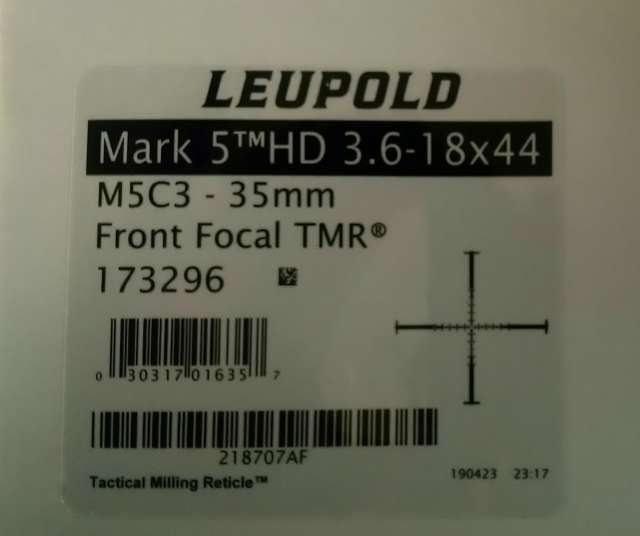 LEUPOLD
Mark 5™HD 3.6-18x44
M5C3 - 35mm
Front Focal TMR®
173296
0 30317 01635 7
218707AF
Tactical Milling Reticle™
190423 23:17